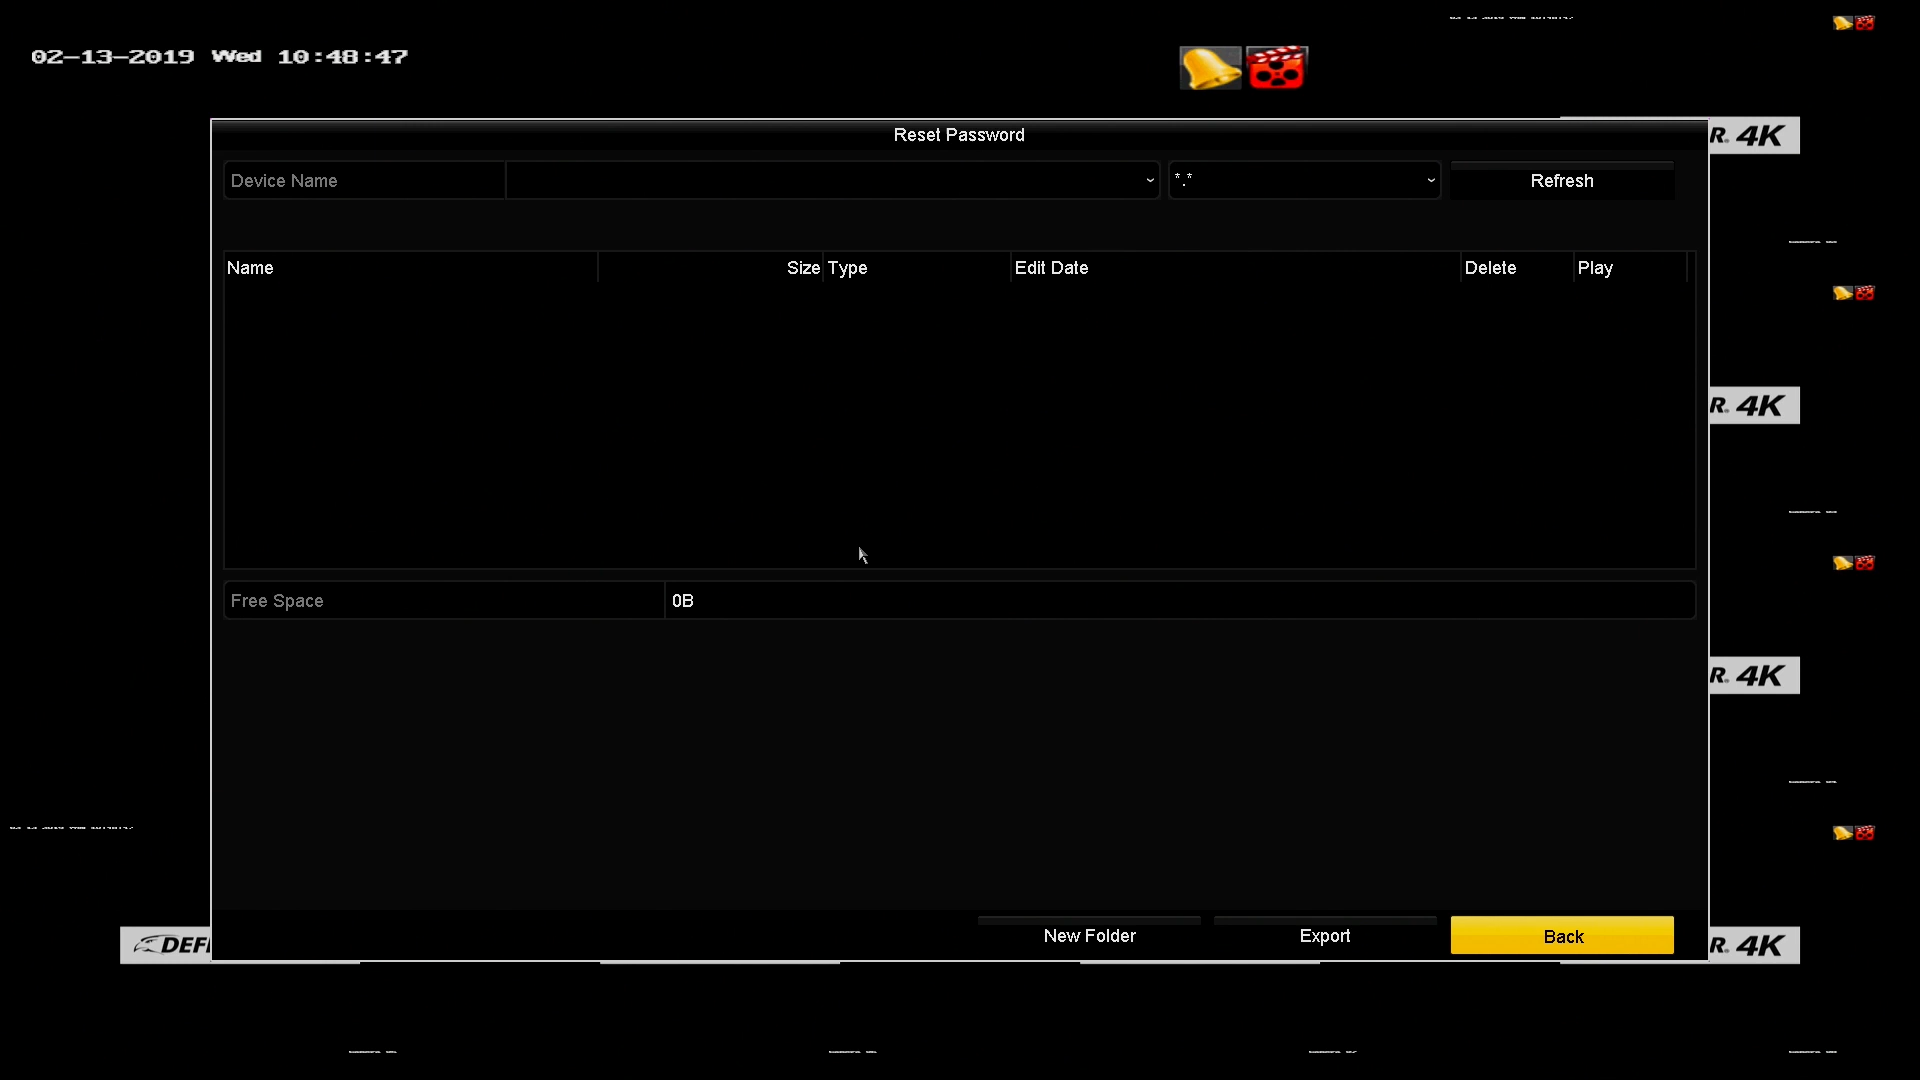 02-13-2019 Wed 10:48:47
Reset Password
R. 4K
Device Name
*.*
Refresh
Name Size Type Edit Date Delete Play
R. 4K
Free Space 0B
R. 4K
New Folder Export Back
DEF
R. 4K